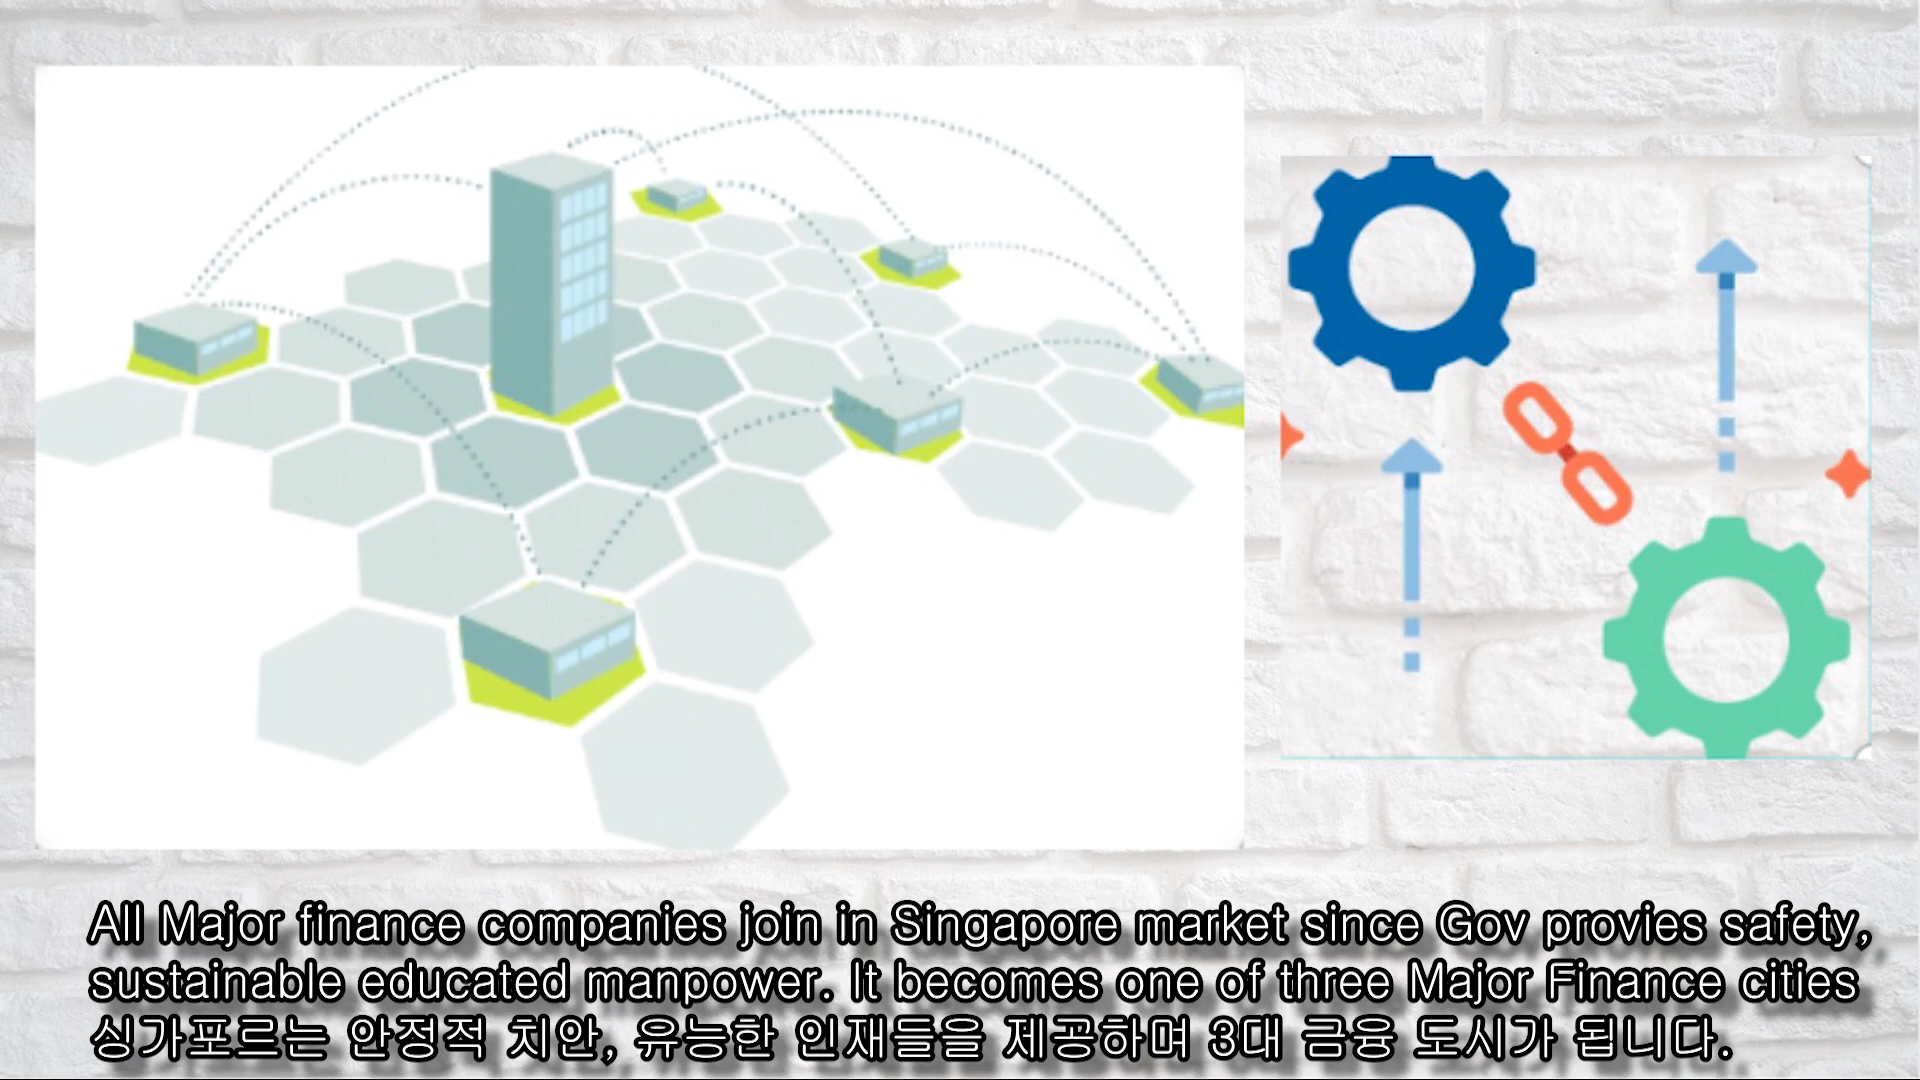 All Major finance companies join in Singapore market since Gov provies safety,
sustainable educated manpower. It becomes one of three Major Finance cities
싱가포르는 안정적 치안, 유능한 인재들을 제공하며 3대 금융 도시가 됩니다.